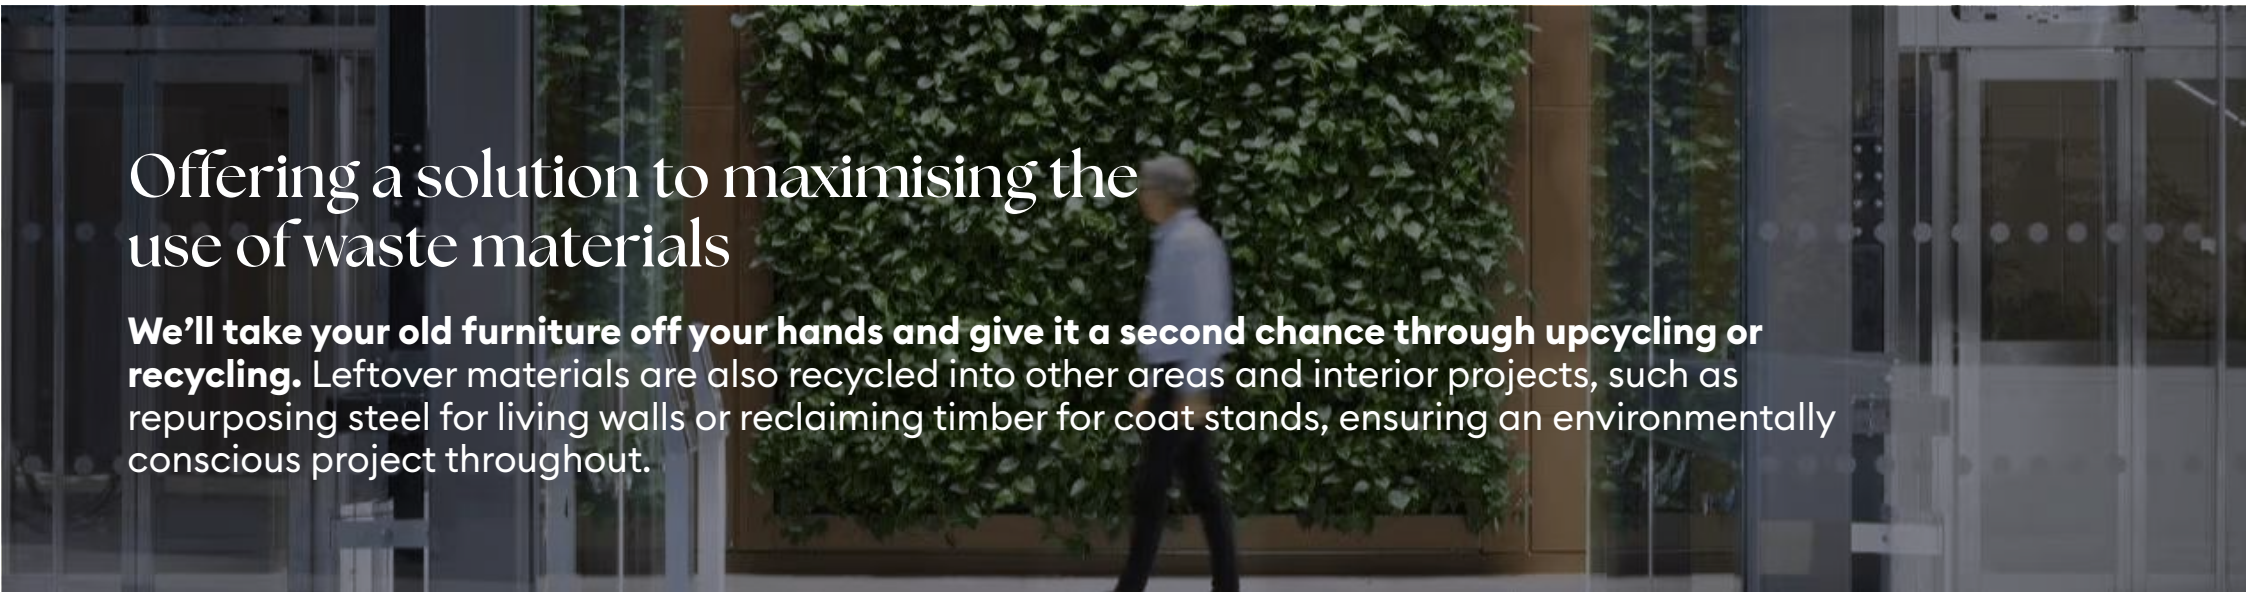 Offering a solution to maximising the
use of waste materials
We’ll take your old furniture off your hands and give it a second chance through upcycling or
recycling. Leftover materials are also recycled into other areas and interior projects, such as
repurposing steel for living walls or reclaiming timber for coat stands, ensuring an environmentally
conscious project throughout.